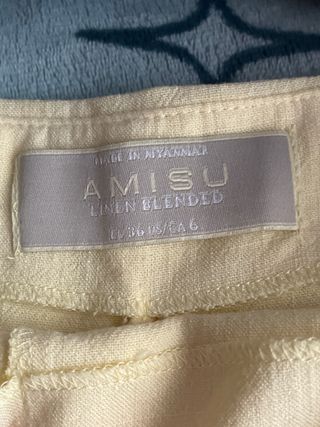 MADE IN MYANMAR
AMISU
LINEN BLENDED
EU 36 US/CA 6